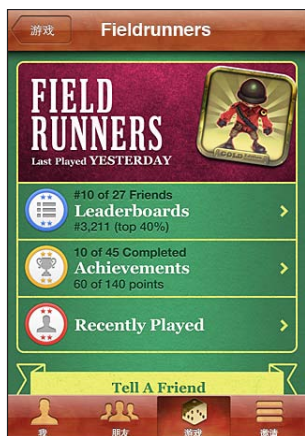 游戏
Fieldrunners
FIELD
RUNNERS
Last Played YESTERDAY
GOLD
#10 of 27 Friends
Leaderboards
#3,211 (top 40%)
10 of 45 Completed
Achievements
60 of 140 points
Recently Played
Tell A Friend
我
朋友
游戏
邀请